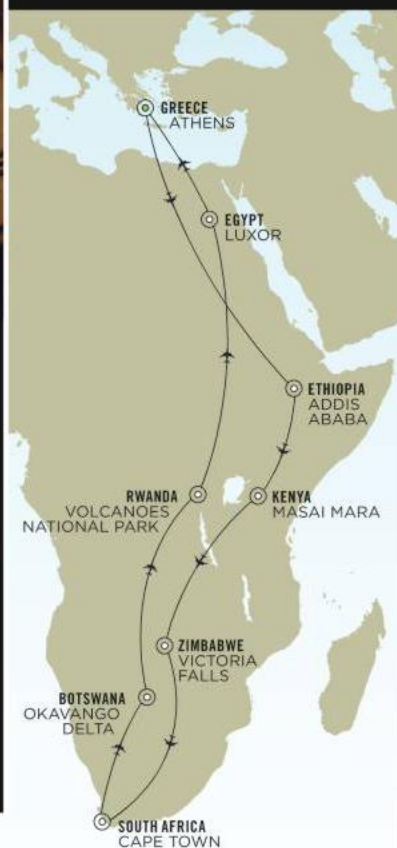 GREECE
ATHENS
EGYPT
LUXOR
ETHIOPIA
ADDIS
ABABA
RWANDA
VOLCANOES
NATIONAL PARK
KENYA
MASAI MARA
ZIMBABWE
VICTORIA
FALLS
BOTSWANA
OKAVANGO
DELTA
SOUTH AFRICA
CAPE TOWN